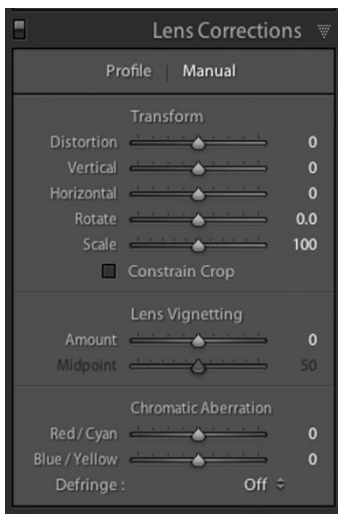 Lens Corrections
Profile | Manual
Transform
Distortion 0
Vertical 0
Horizontal 0
Rotate 0.0
Scale 100
Constrain Crop
Lens Vignetting
Amount 0
Midpoint 50
Chromatic Aberration
Red / Cyan 0
Blue / Yellow 0
Defringe : Off